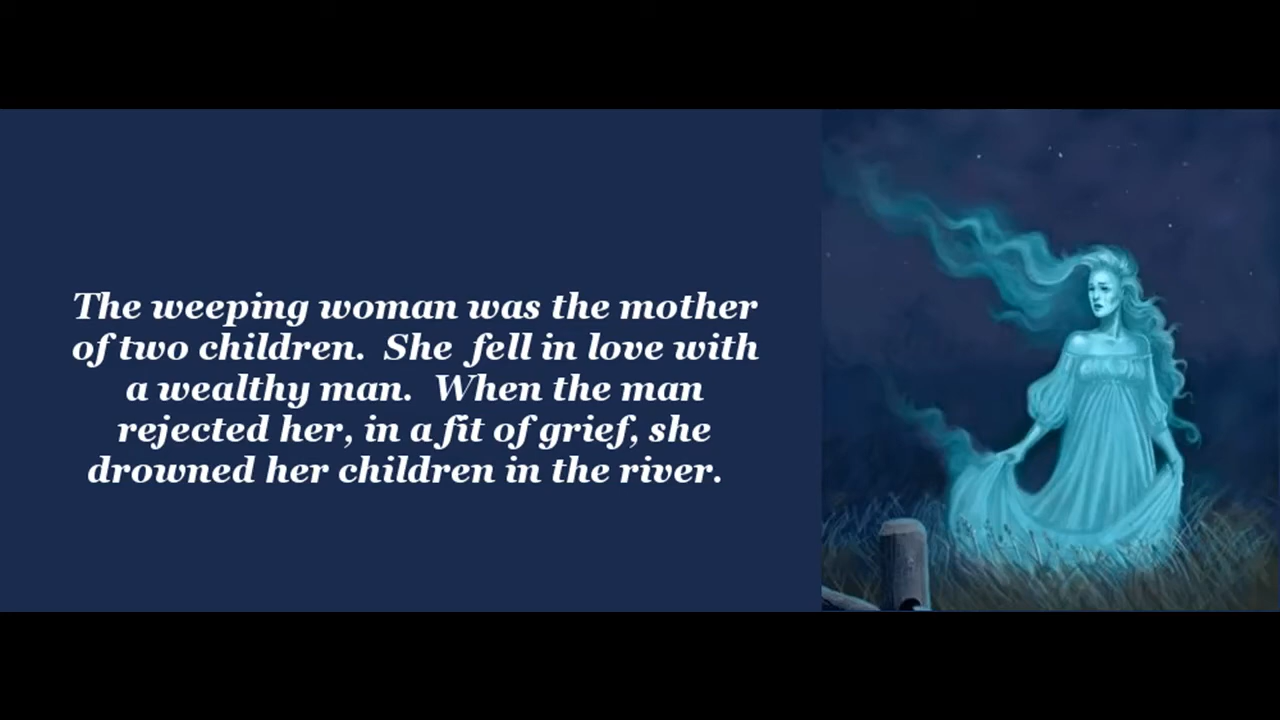 The weeping woman was the mother
of two children.  She  fell in love with
a wealthy man.  When the man
rejected her, in a fit of grief, she
drowned her children in the river.